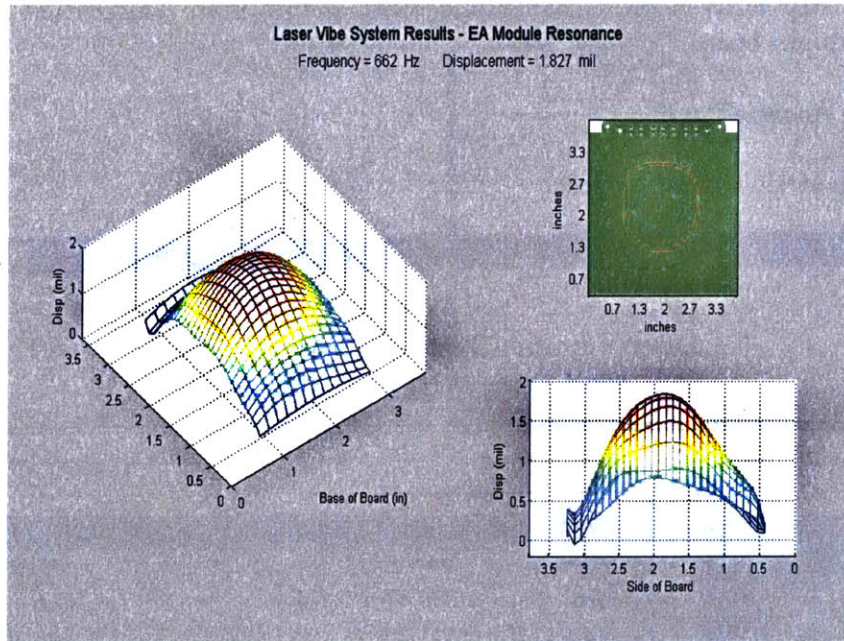 Laser Vibe System Results - EA Module Resonance
Frequency = 662 Hz Displacement = 1.827 mil
2
1
0
Disp (mil)
3.5
3
2.5
2
1.5
1
0.5
0
0
1
2
3
Base of Board (in)
3.3
2.7
2
1.3
0.7
inches
0.7 1.3 2 2.7 3.3
inches
2
1.5
1
0.5
0
Disp (mil)
3.5 3 2.5 2 1.5 1 0.5 0
Side of Board